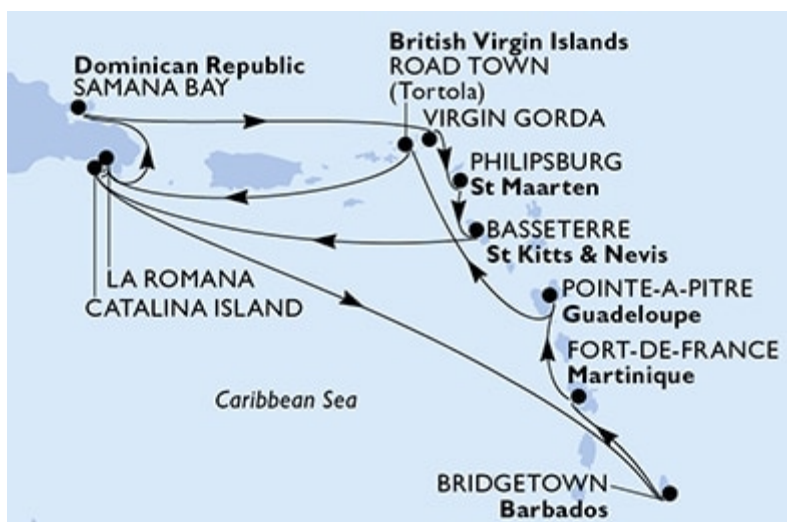 Dominican Republic
SAMANA BAY
British Virgin Islands
ROAD TOWN
(Tortola)
VIRGIN GORDA
PHILIPSBURG
St Maarten
BASSETERRE
St Kitts & Nevis
LA ROMANA
CATALINA ISLAND
POINTE-A-PITRE
Guadeloupe
FORT-DE-FRANCE
Martinique
Caribbean Sea
BRIDGETOWN
Barbados